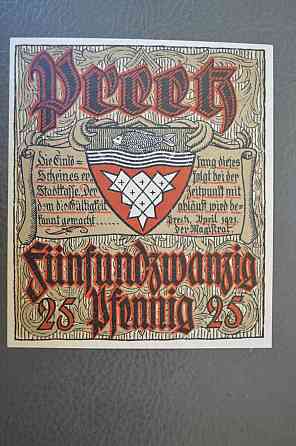 Preetz
Die Einlö= sung dieses
Scheines er folgt bei der
Stadtkasse. Der Zeitpunkt mit
dem die Gültigkeit abläuft wird be=
kannt gemacht Preetz, April 1921.
Der Magistrat.
Fünfundzwanzig
25 Pfennig 25